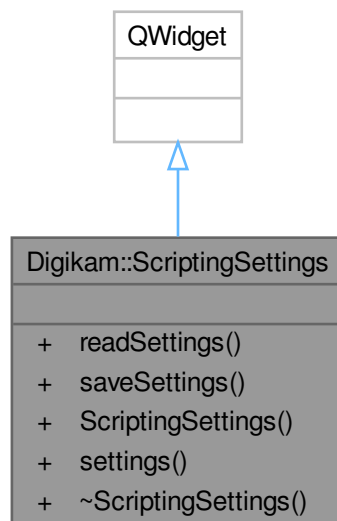 QWidget
Digikam::ScriptingSettings
+ readSettings()
+ saveSettings()
+ ScriptingSettings()
+ settings()
+ ~ScriptingSettings()